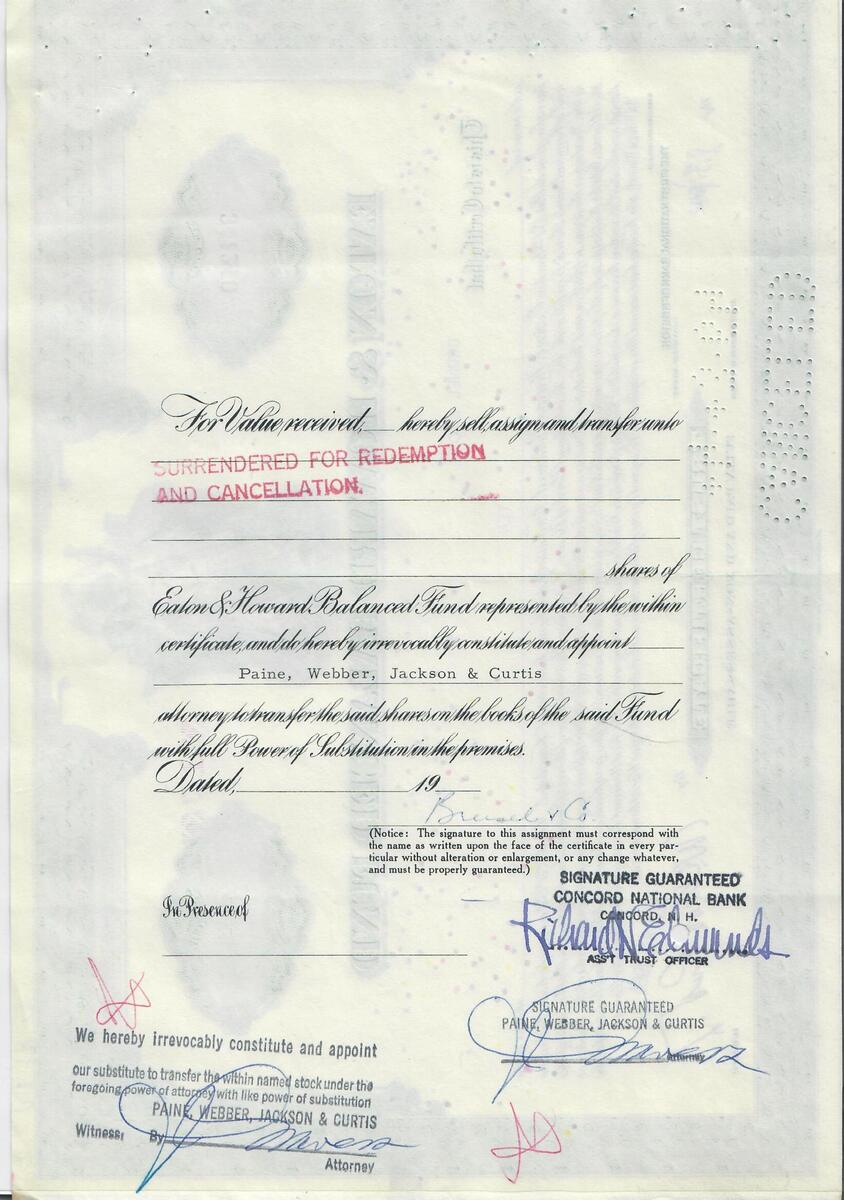 For Value received, hereby sell, assign and transfer unto
SURRENDERED FOR REDEMPTION
AND CANCELLATION.
shares of
Eaton & Howard Balanced Fund represented by the within
certificate, and do hereby irrevocably constitute and appoint
Paine, Webber, Jackson & Curtis
attorney to transfer the said shares on the books of the said Fund
with full Power of Substitution in the premises.
Dated, 19
& Co.
(Notice: The signature to this assignment must correspond with
the name as written upon the face of the certificate in every par-
ticular without alteration or enlargement, or any change whatever,
and must be properly guaranteed.)
SIGNATURE GUARANTEED
CONCORD NATIONAL BANK
CONCORD, N. H.
In Presence of
Richard N Edmunds
ASS'T TRUST OFFICER
SIGNATURE GUARANTEED
PAINE, WEBBER, JACKSON & CURTIS
Attorney
We hereby irrevocably constitute and appoint
our substitute to transfer the within named stock under the
foregoing power of attorney with like power of substitution
PAINE, WEBBER, JACKSON & CURTIS
Witness: By
Attorney